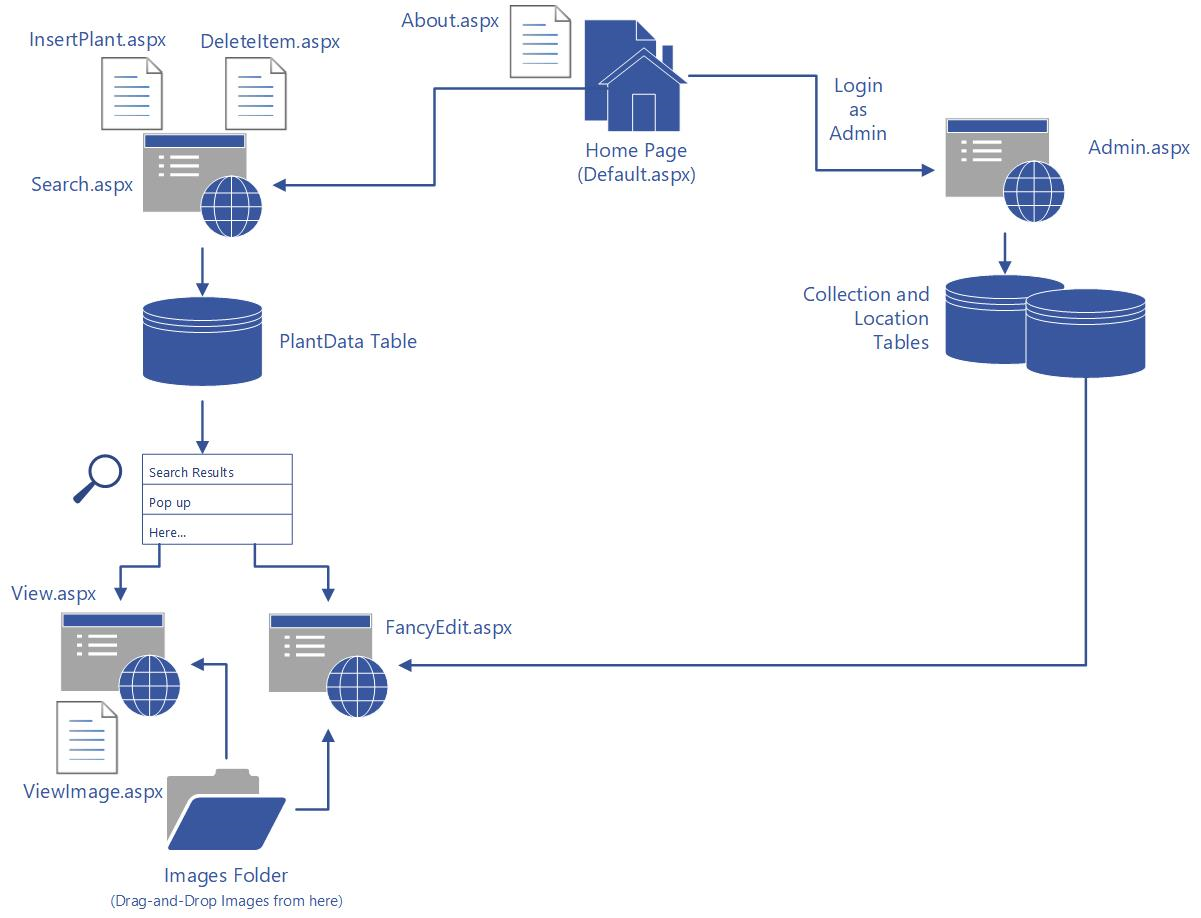 About.aspx
InsertPlant.aspx
DeleteItem.aspx
Login
as
Admin
Home Page
(Default.aspx)
Admin.aspx
Search.aspx
Collection and
Location
Tables
PlantData Table
Search Results
Pop up
Here...
View.aspx
FancyEdit.aspx
ViewImage.aspx
Images Folder
(Drag-and-Drop Images from here)